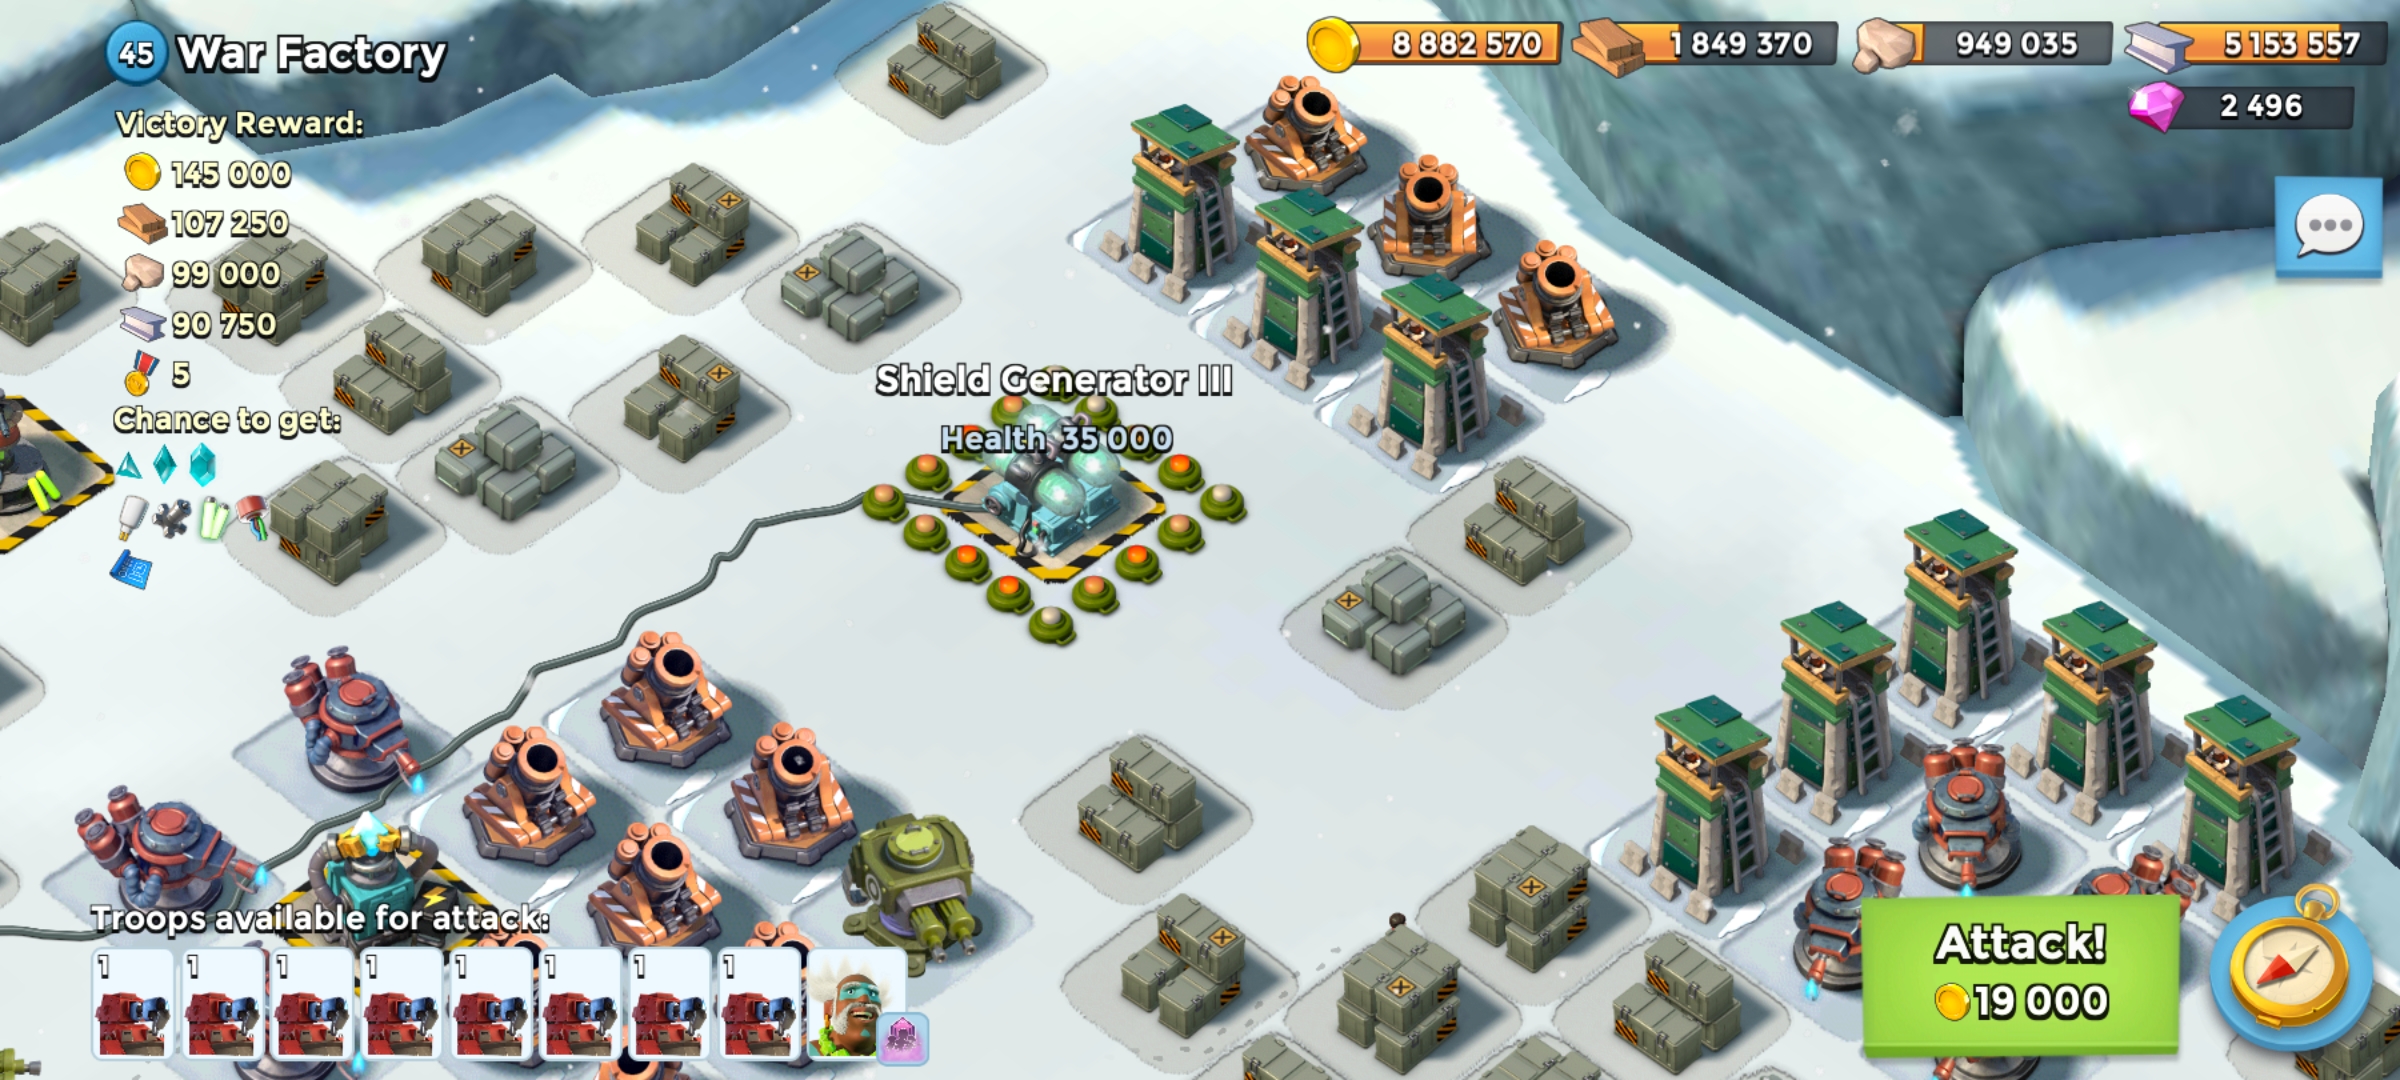 45 War Factory
8 882 570
1 849 370
949 035
5 153 557
2 496
Victory Reward:
145 000
107 250
99 000
90 750
5
Chance to get:
Shield Generator III
Health 35 000
Troops available for attack:
1
1
1
1
1
1
1
1
Attack!
19 000